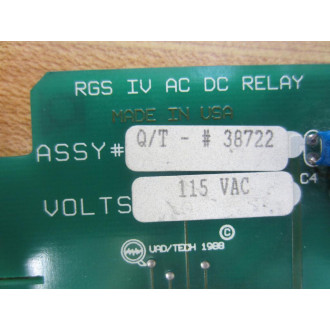 RGS IV AC DC RELAY
MADE IN USA
ASSY# Q/T - # 38722
C4
VOLTS 115 VAC
UAD/TECH 1988 ©